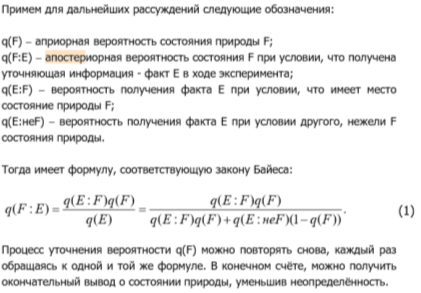 Примем для дальнейших рассуждений следующие обозначения:
q(F) – априорная вероятность состояния природы F;
q(F:E) – апостериорная вероятность состояния F при условии, что получена
уточняющая информация - факт E в ходе эксперимента;
q(E:F) – вероятность получения факта E при условии, что имеет место
состояние природы F;
q(E:неF) – вероятность получения факта E при условии другого, нежели F
состояния природы.
Тогда имеет формулу, соответствующую закону Байеса:
q(F : E) = q(E : F)q(F) / q(E) = q(E : F)q(F) / (q(E : F)q(F) + q(E : неF)(1 − q(F))). (1)
Процесс уточнения вероятности q(F) можно повторять снова, каждый раз
обращаясь к одной и той же формуле. В конечном счёте, можно получить
окончательный вывод о состоянии природы, уменьшив неопределённость.